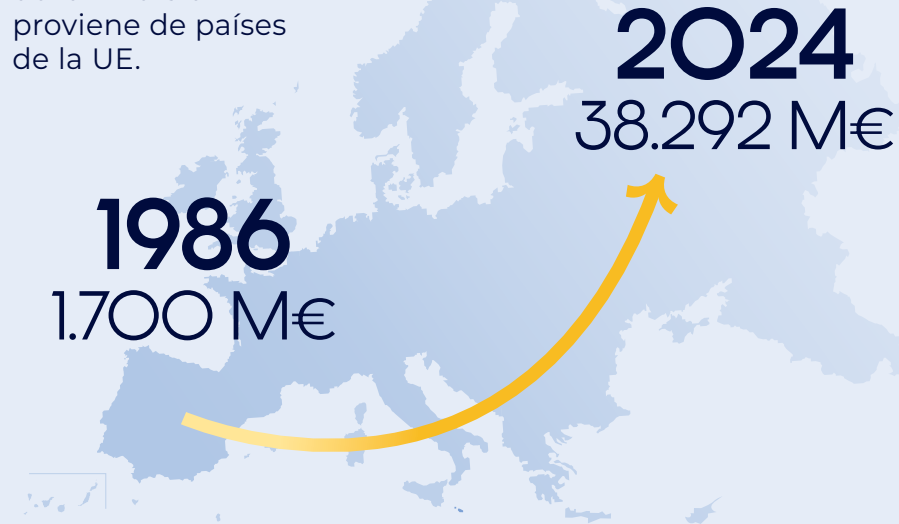 proviene de países
de la UE.
2024
38.292 M€
1986
1.700 M€